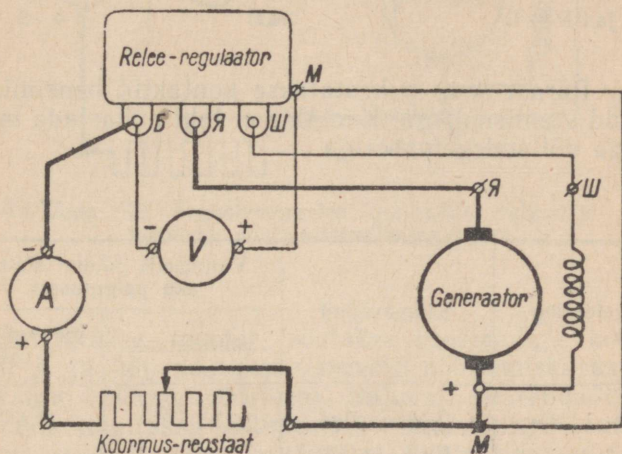 Relee-regulaator
М
Б
Я
Ш
- V +
Я
Ш
A
+
Generaator
+
Koormus-reostaat
М